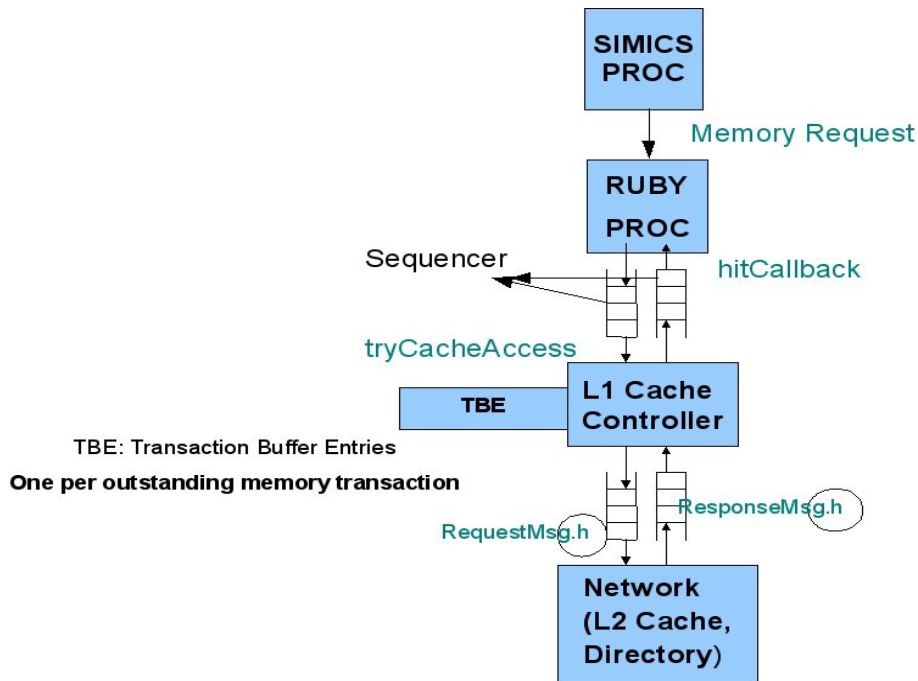 SIMICS
PROC
Memory Request
RUBY
PROC
Sequencer
hitCallback
tryCacheAccess
L1 Cache
Controller
TBE
TBE: Transaction Buffer Entries
One per outstanding memory transaction
ResponseMsg.h
RequestMsg.h
Network
(L2 Cache,
Directory)